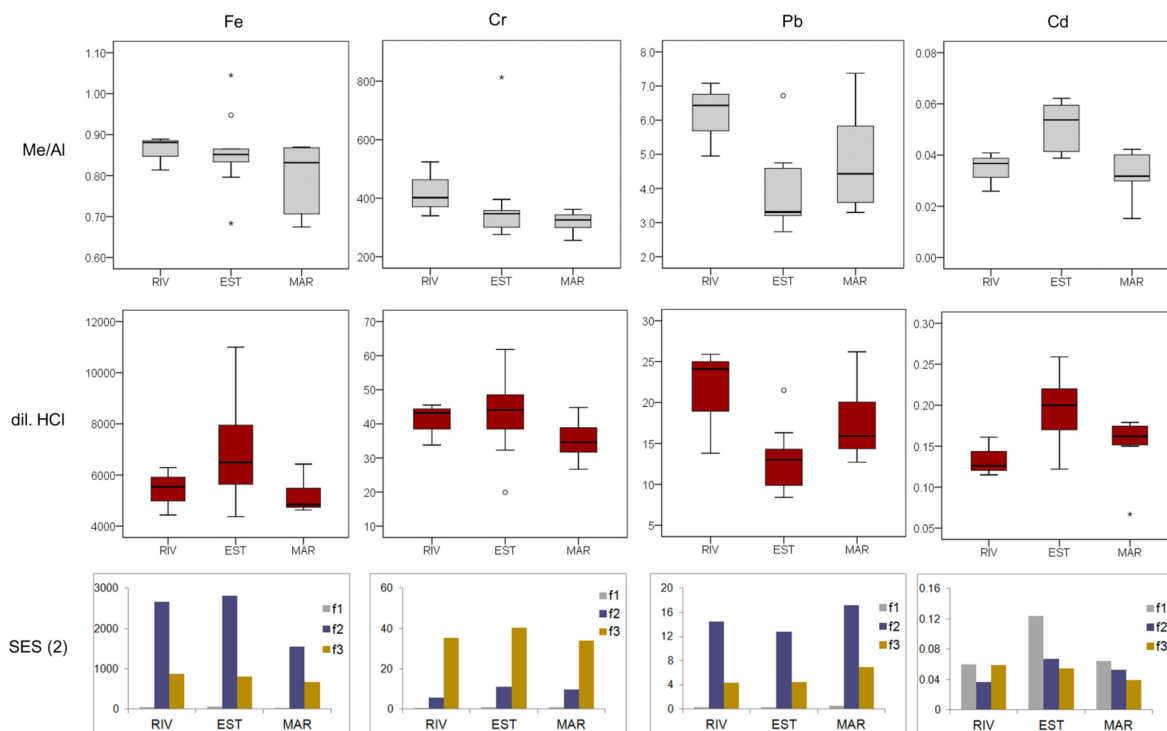 Fe Cr Pb Cd
Me/Al
1.10
1.00
0.90
0.80
0.70
0.60
RIV EST MAR
800
600
400
200
RIV EST MAR
8.0
7.0
6.0
5.0
4.0
3.0
2.0
RIV EST MAR
0.08
0.06
0.04
0.02
0.00
RIV EST MAR
dil. HCl
12000
10000
8000
6000
4000
RIV EST MAR
70
60
50
40
30
20
10
RIV EST MAR
30
25
20
15
10
5
RIV EST MAR
0.30
0.25
0.20
0.15
0.10
0.05
RIV EST MAR
SES (2)
3000
2000
1000
0
f1
f2
f3
RIV EST MAR
60
40
20
0
f1
f2
f3
RIV EST MAR
20
16
12
8
4
0
f1
f2
f3
RIV EST MAR
0.16
0.12
0.08
0.04
0
f1
f2
f3
RIV EST MAR